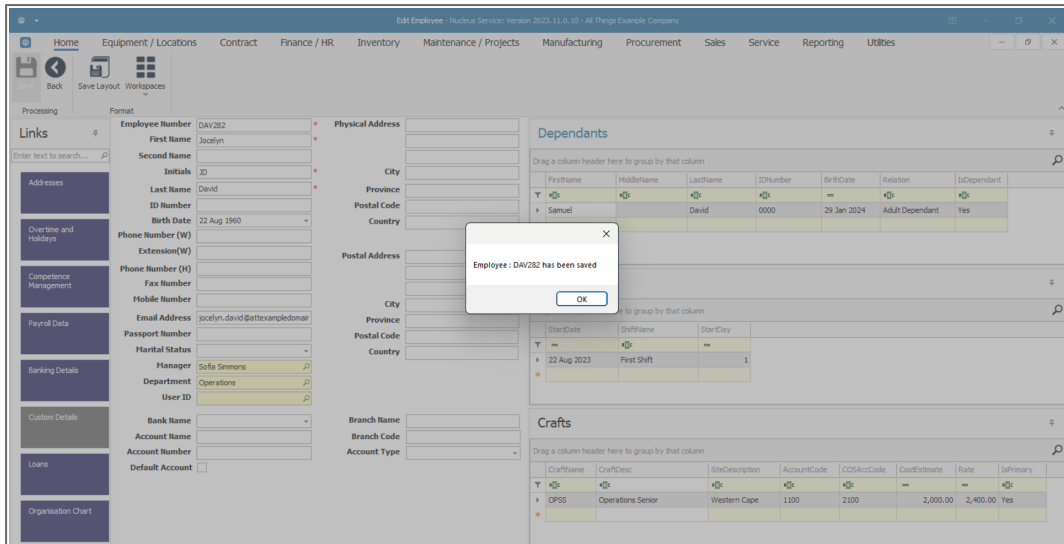 Edit Employee - Nucleus Service: Version 2023.11.0.10 - All Things Example Company
Home Equipment / Locations Contract Finance / HR Inventory Maintenance / Projects Manufacturing Procurement Sales Service Reporting Utilities
Save Back Save Layout Workspaces
Processing Format
Links
Enter text to search...
Addresses
Overtime and
Holidays
Competence
Management
Payroll Data
Banking Details
Custom Details
Loans
Organisation Chart
Employee Number DAV282 *
First Name Jocelyn *
Second Name
Initials JD *
Last Name David *
ID Number
Birth Date 22 Aug 1960
Phone Number (W)
Extension(W)
Phone Number (H)
Fax Number
Mobile Number
Email Address jocelyn.david@attexampledomair
Passport Number
Marital Status
Manager Sofia Simmons
Department Operations
User ID
Bank Name
Account Name
Account Number
Default Account
Physical Address
City
Province
Postal Code
Country
Postal Address
City
Province
Postal Code
Country
Branch Name
Branch Code
Account Type
Employee : DAV282 has been saved
OK
Dependants
Drag a column header here to group by that column
FirstName MiddleName LastName IDNumber BirthDate Relation IsDependant
Samuel David 0000 29 Jan 2024 Adult Dependant Yes
here to group by that column
StartDate ShiftName StartDay
22 Aug 2023 First Shift 1
Crafts
Drag a column header here to group by that column
CraftName CraftDesc SiteDescription AccountCode COSAccCode CostEstimate Rate IsPrimary
OPSS Operations Senior Western Cape 1100 2100 2,000.00 2,400.00 Yes